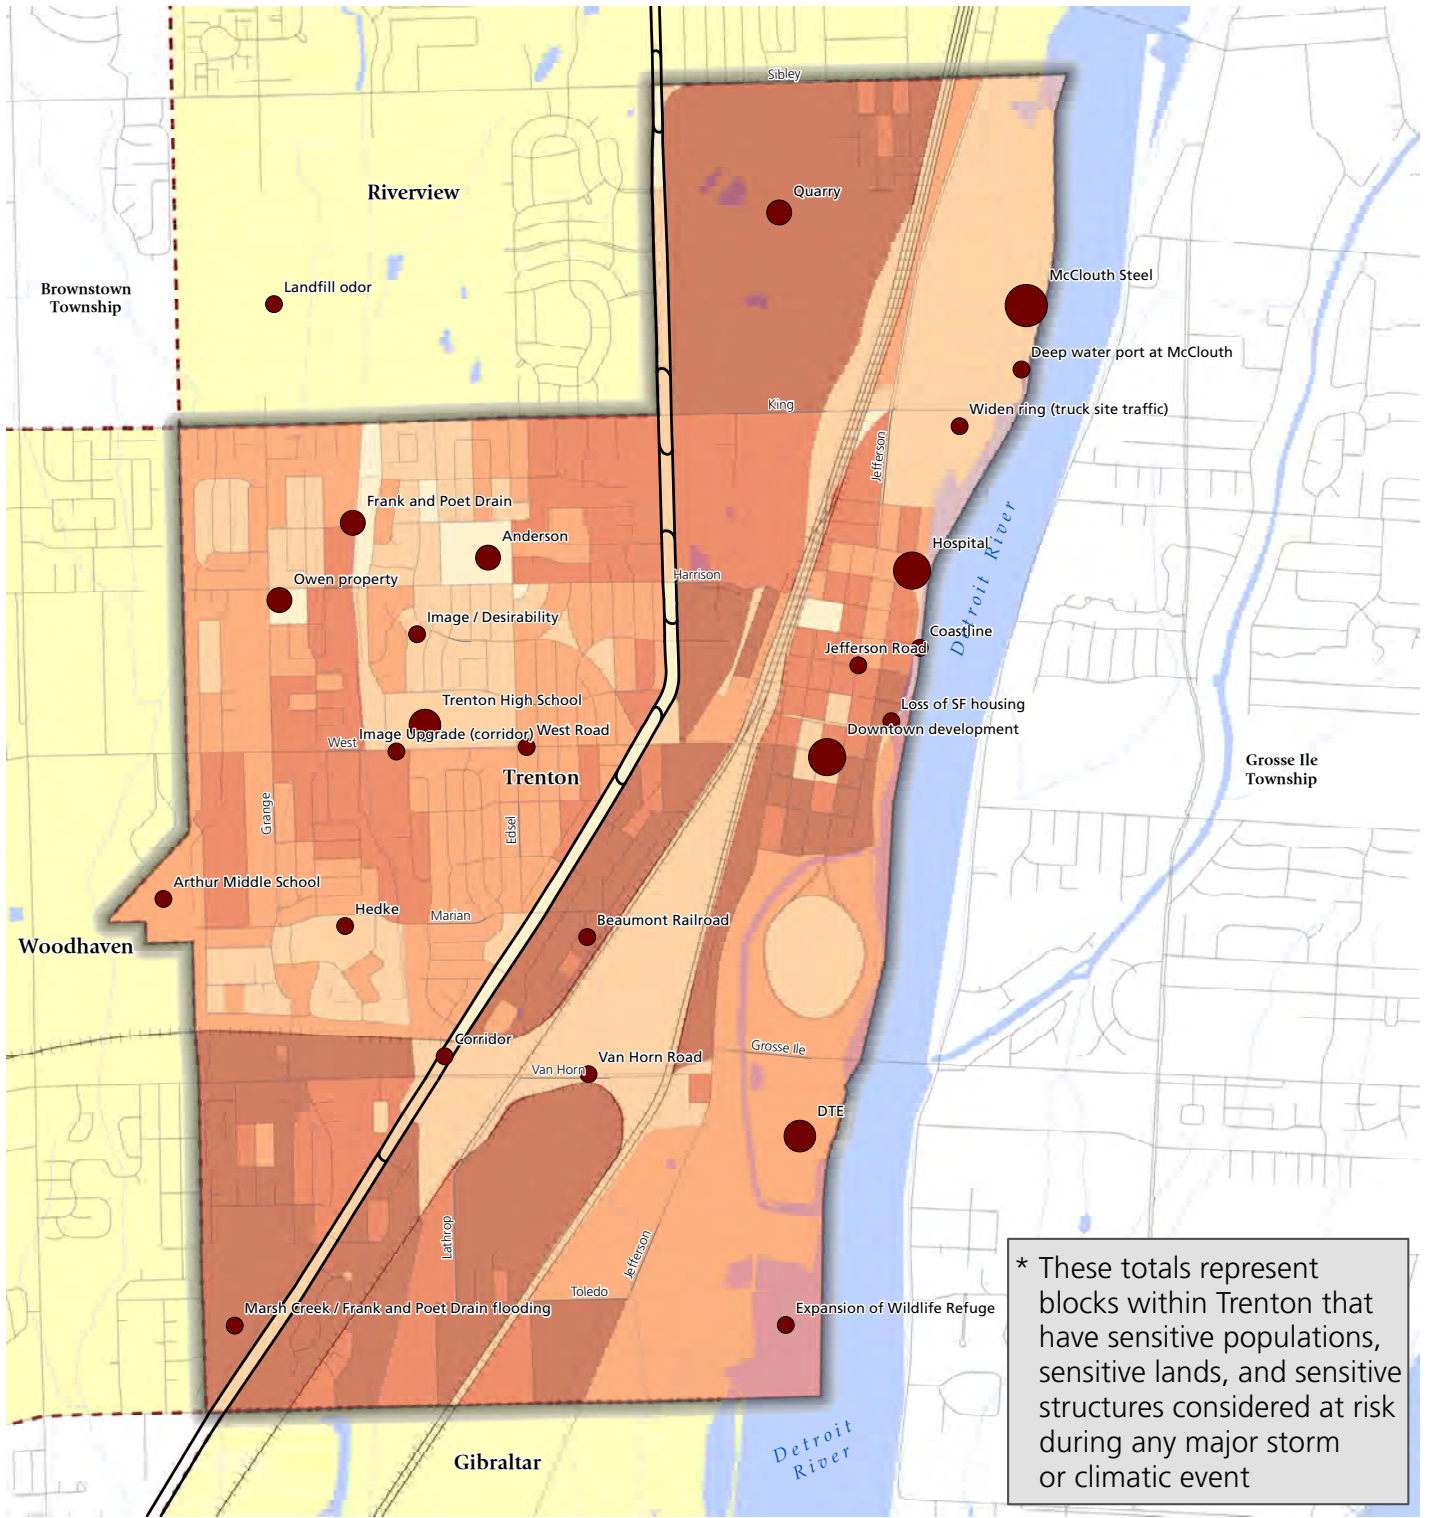 Sibley
Riverview
Quarry
Brownstown
Township
Landfill odor
McClouth Steel
Deep water port at McClouth
King
Widen ring (truck site traffic)
Jefferson
Frank and Poet Drain
Anderson
Hospital
Detroit River
Harrison
Owen property
Image / Desirability
Coastline
Jefferson Road
Trenton High School
Loss of SF housing
Image Upgrade (corridor)
West Road
West
Downtown development
Trenton
Grosse Ile
Township
Grange
Edsel
Arthur Middle School
Hedke
Marian
Beaumont Railroad
Woodhaven
Corridor
Grosse Ile
Van Horn Road
Van Horn
DTE
Lathrop
Jefferson
Toledo
Marsh Creek / Frank and Poet Drain flooding
Expansion of Wildlife Refuge
Gibraltar
Detroit
River
* These totals represent
blocks within Trenton that
have sensitive populations,
sensitive lands, and sensitive
structures considered at risk
during any major storm
or climatic event